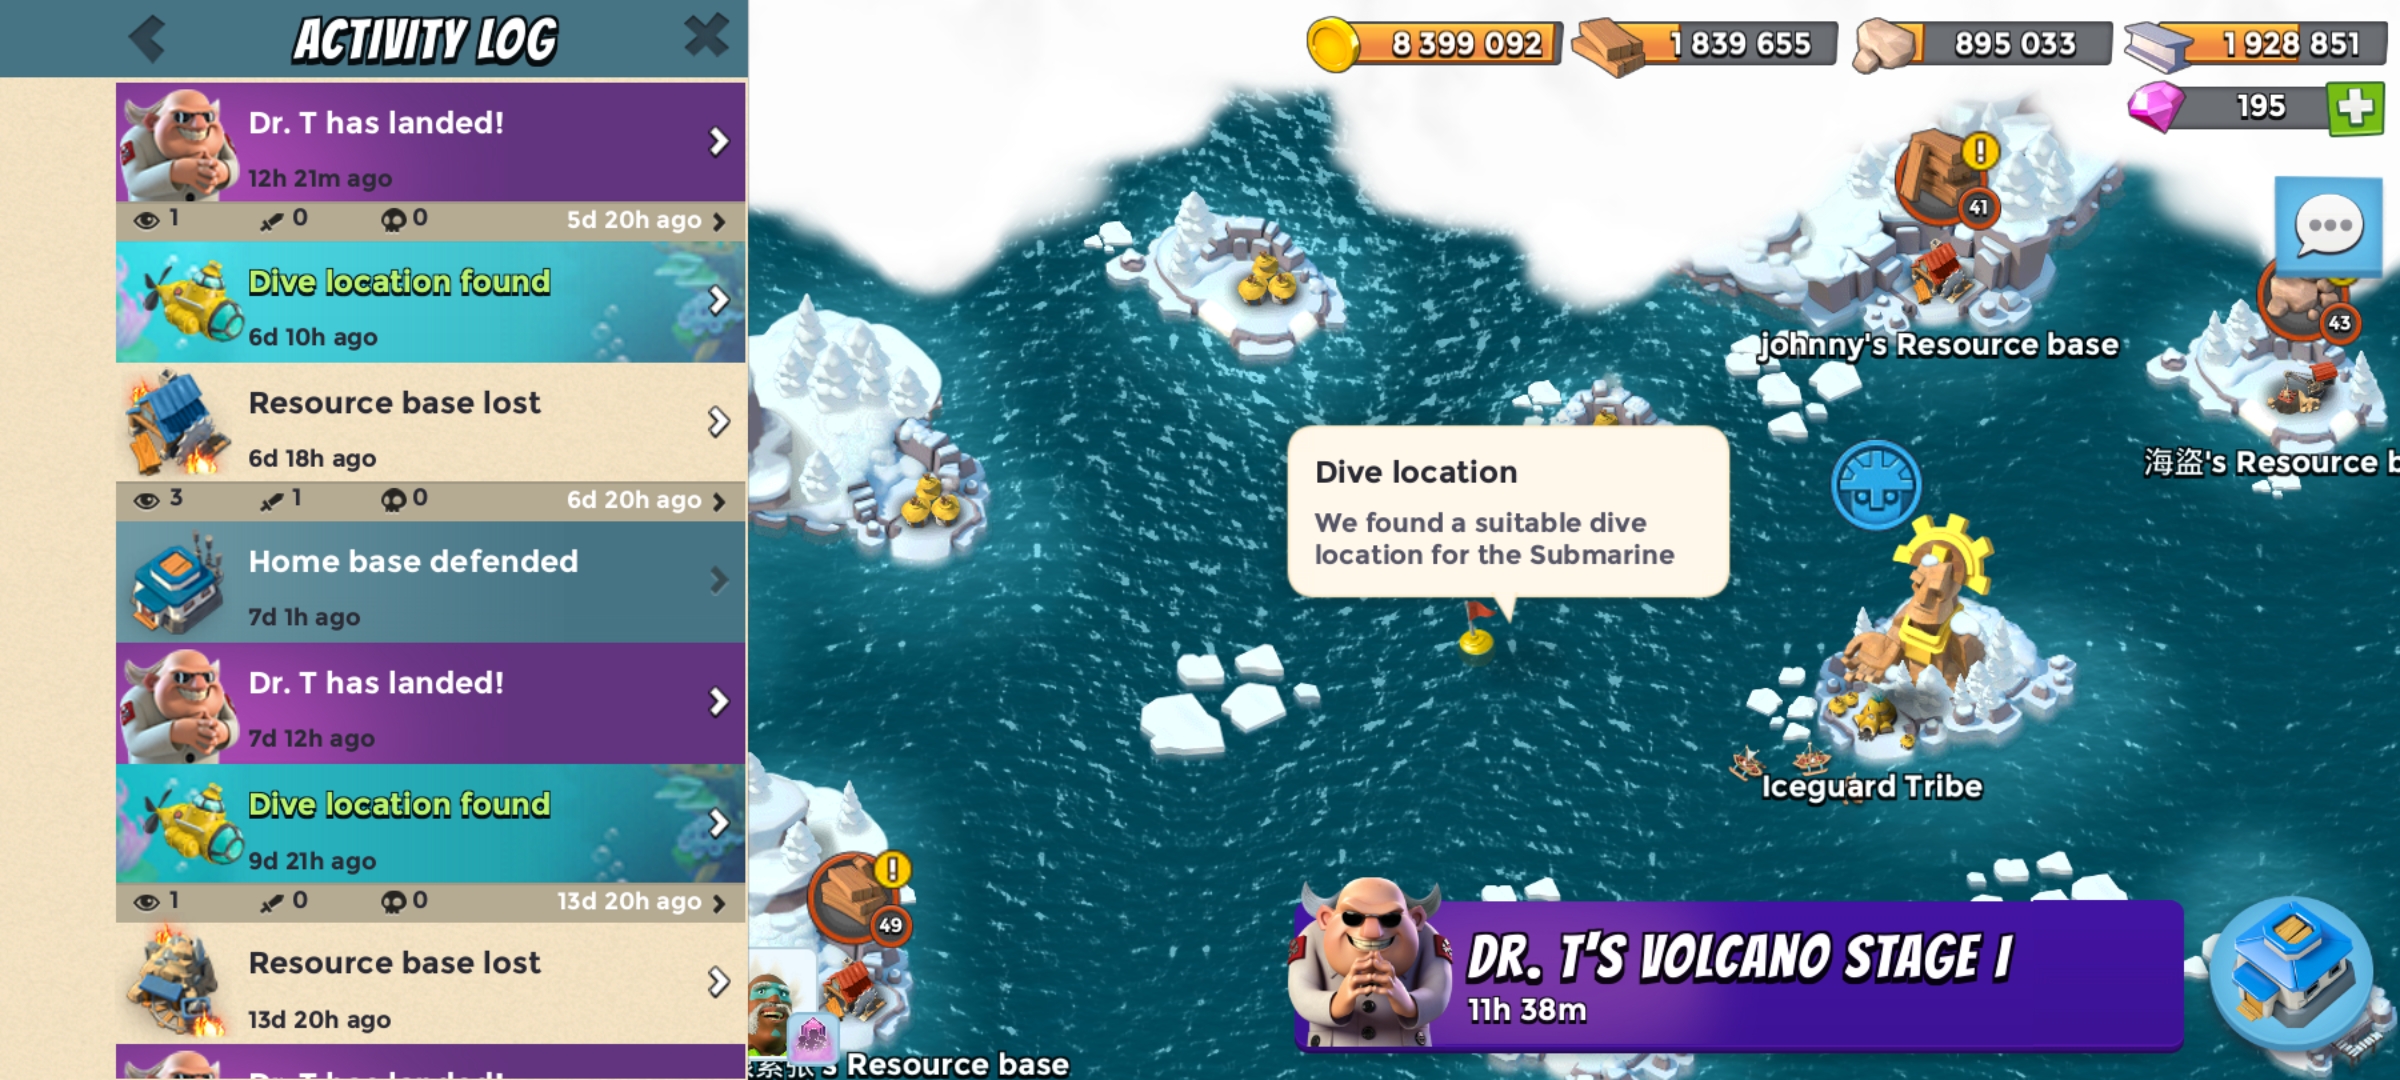 ACTIVITY LOG
Dr. T has landed!
12h 21m ago
1 0 0 5d 20h ago
Dive location found
6d 10h ago
Resource base lost
6d 18h ago
3 1 0 6d 20h ago
Home base defended
7d 1h ago
Dr. T has landed!
7d 12h ago
Dive location found
9d 21h ago
1 0 0 13d 20h ago
Resource base lost
13d 20h ago
8 399 092
1 839 655
895 033
1 928 851
195
41
johnny's Resource base
43
海盗's Resource
Dive location
We found a suitable dive
location for the Submarine
Iceguard Tribe
49
Resource base
DR. T'S VOLCANO STAGE I
11h 38m